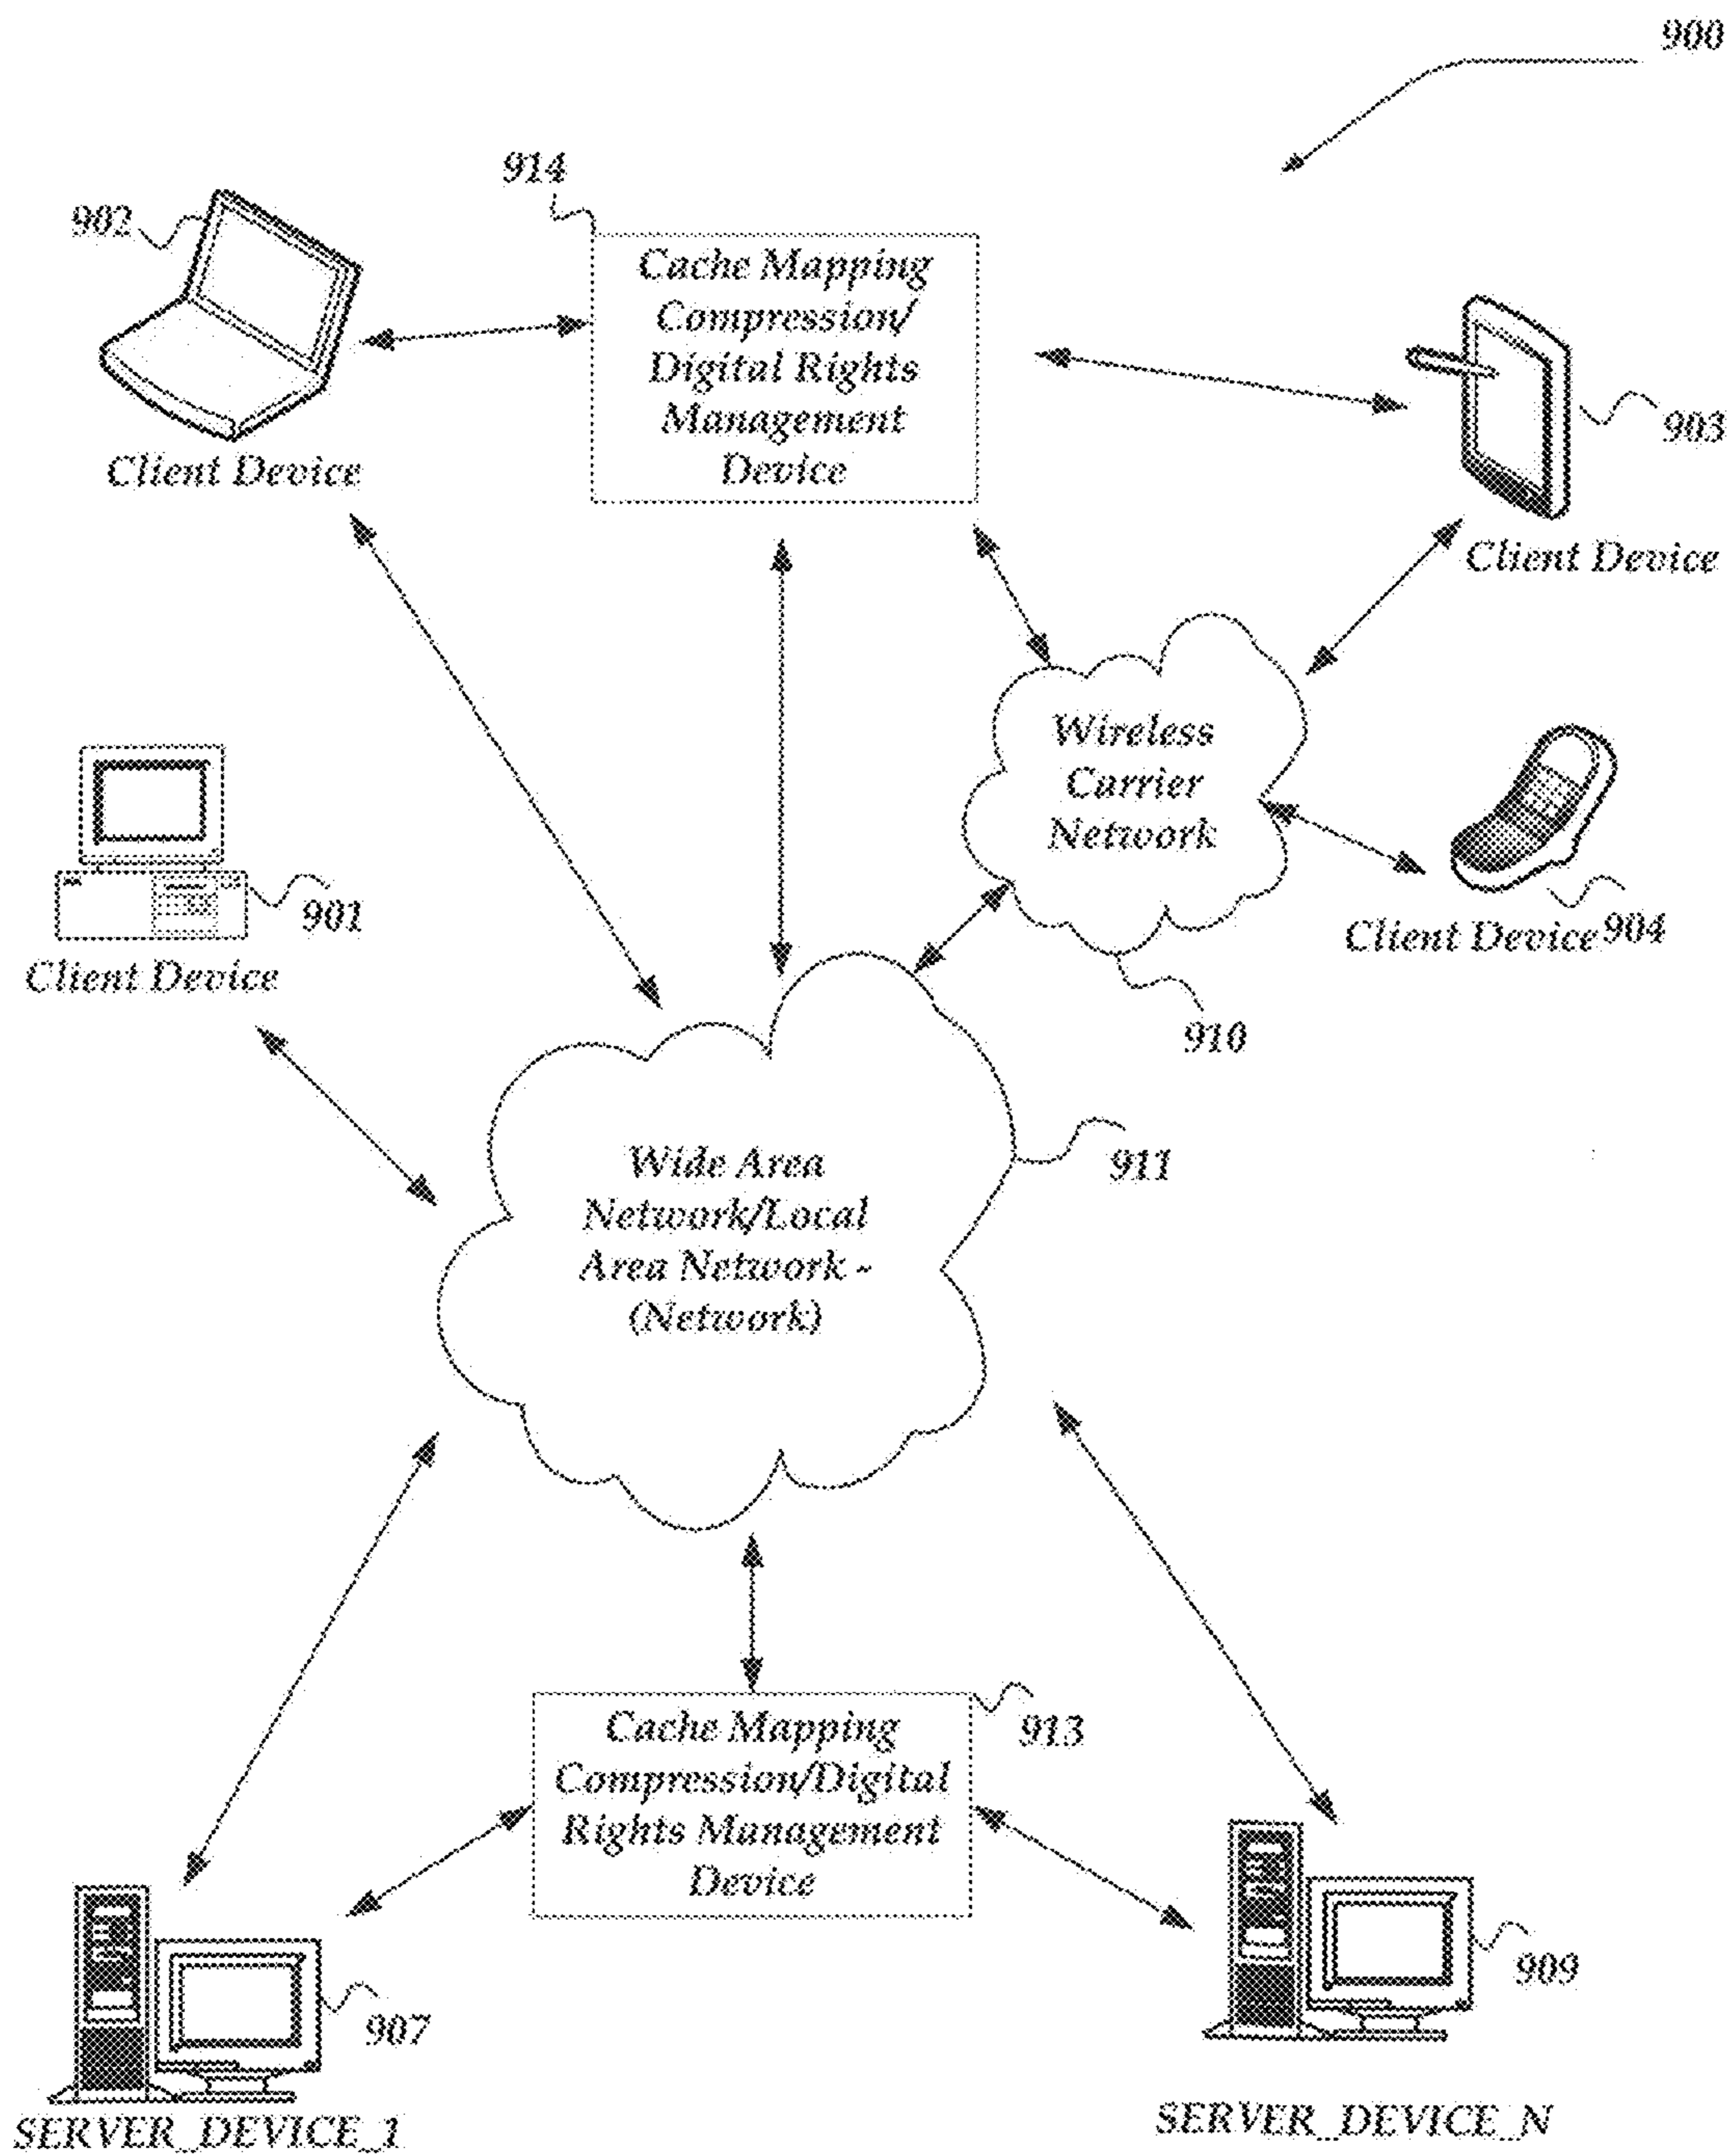 900
914
902
Cache Mapping
Compression/
Digital Rights
Management
Device
903
Client Device
Client Device
Wireless
Carrier
Network
901
Client Device
904
Client Device
910
911
Wide Area
Network/Local
Area Network -
(Network)
913
Cache Mapping
Compression/Digital
Rights Management
Device
909
907
SERVER_DEVICE_1
SERVER_DEVICE_N